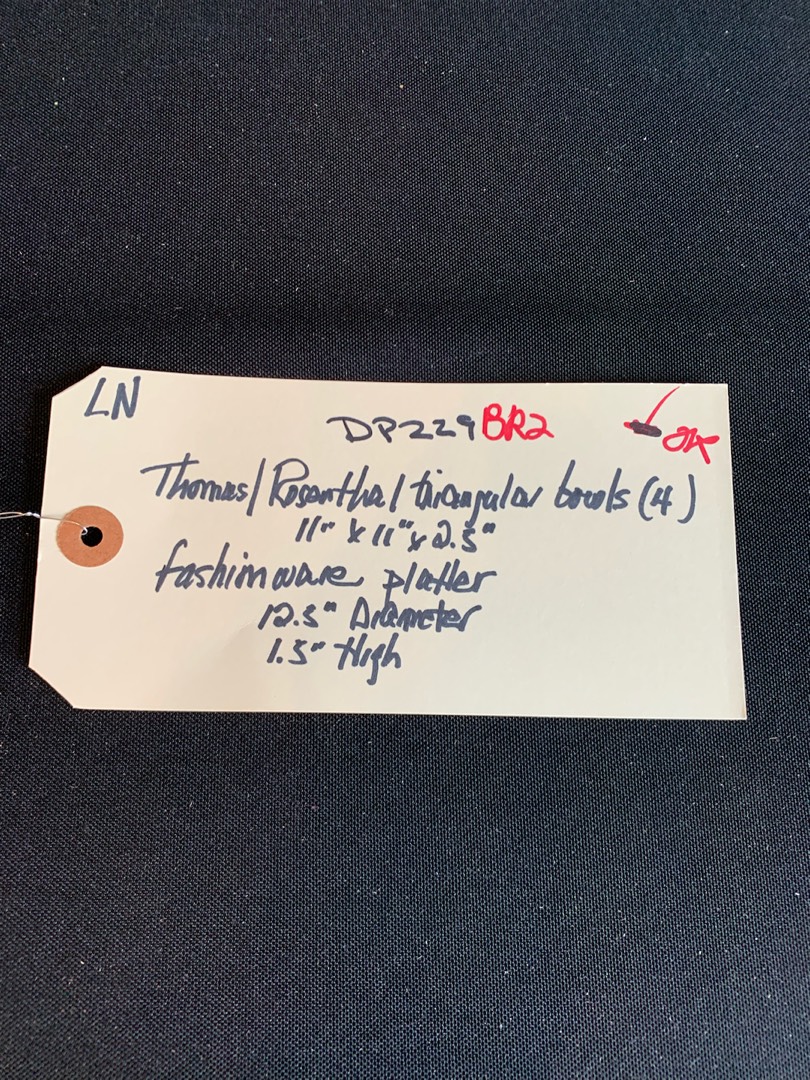 LN
DP229BR2
OK
Thomas/Rosenthal triangular bowls (4)
11" x 11" x 2.5"
fashionware platter
12.5" Diameter
1.5" High